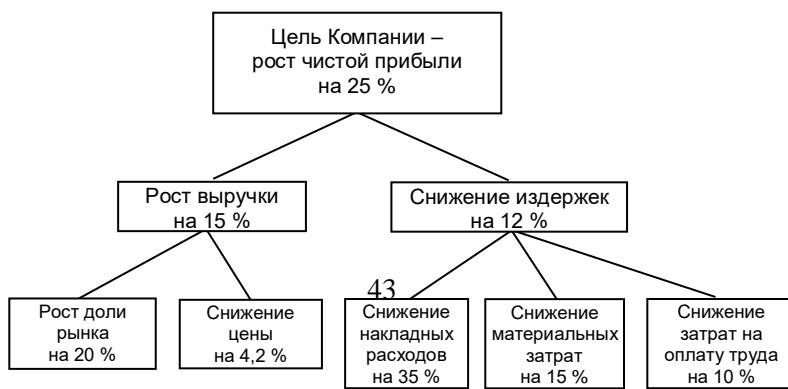 Цель Компании –
рост чистой прибыли
на 25 %
Рост выручки
на 15 %
Снижение издержек
на 12 %
43
Рост доли
рынка
на 20 %
Снижение
цены
на 4,2 %
Снижение
накладных
расходов
на 35 %
Снижение
материальных
затрат
на 15 %
Снижение
затрат на
оплату труда
на 10 %